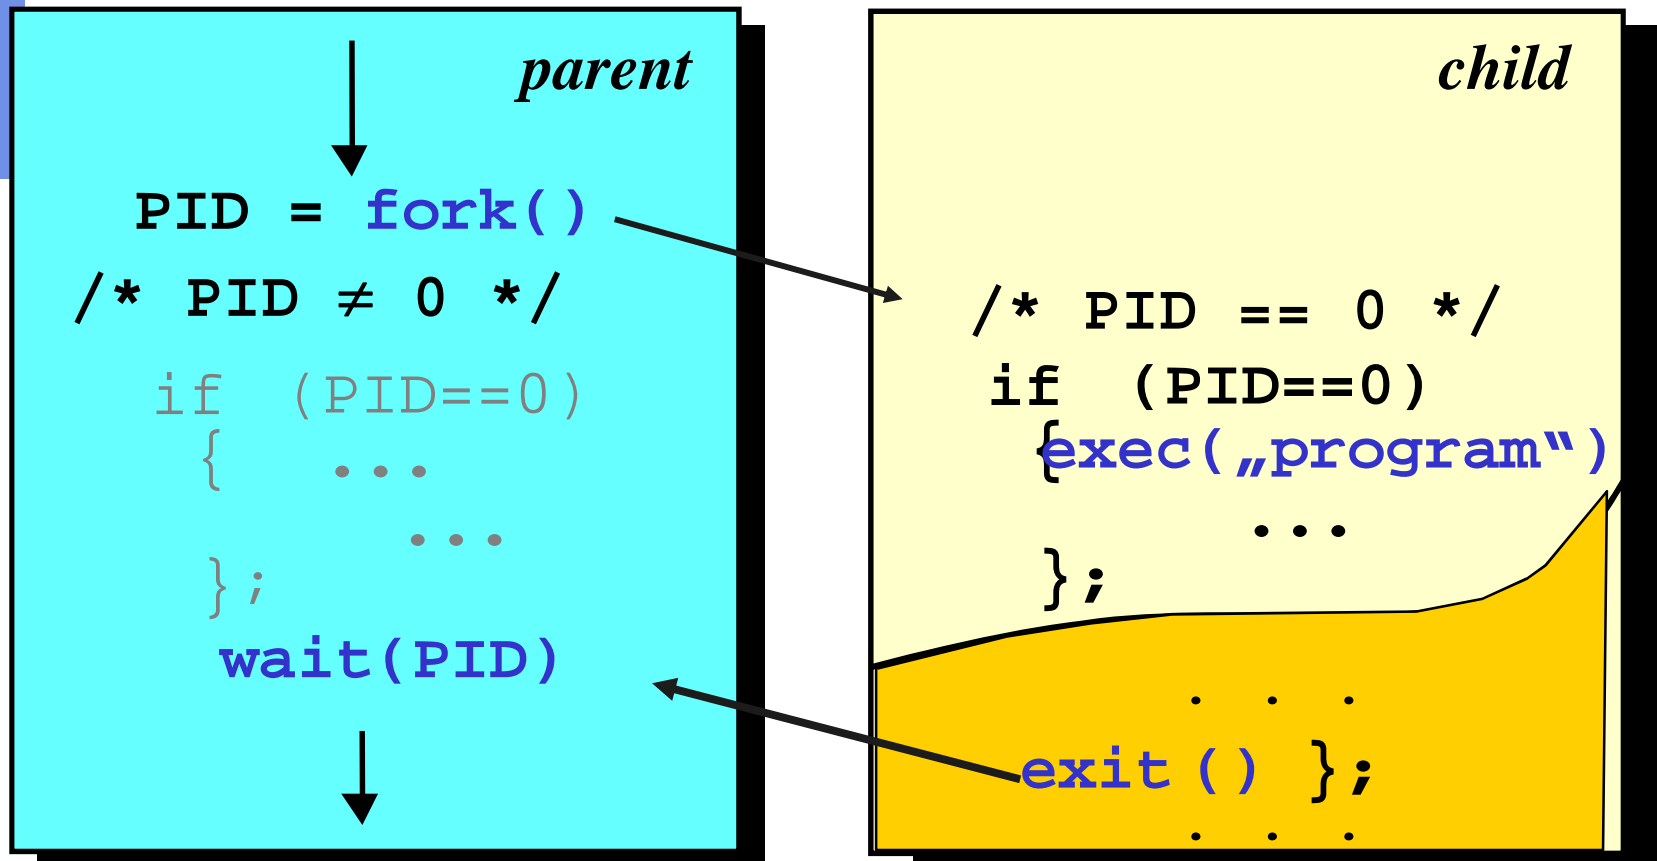 parent
PID = fork()
/* PID ≠ 0 */
if (PID==0)
{ ...
...
};
wait(PID)
child
/* PID == 0 */
if (PID==0)
{exec(„program“)
...
};
. . .
exit() };
. . .